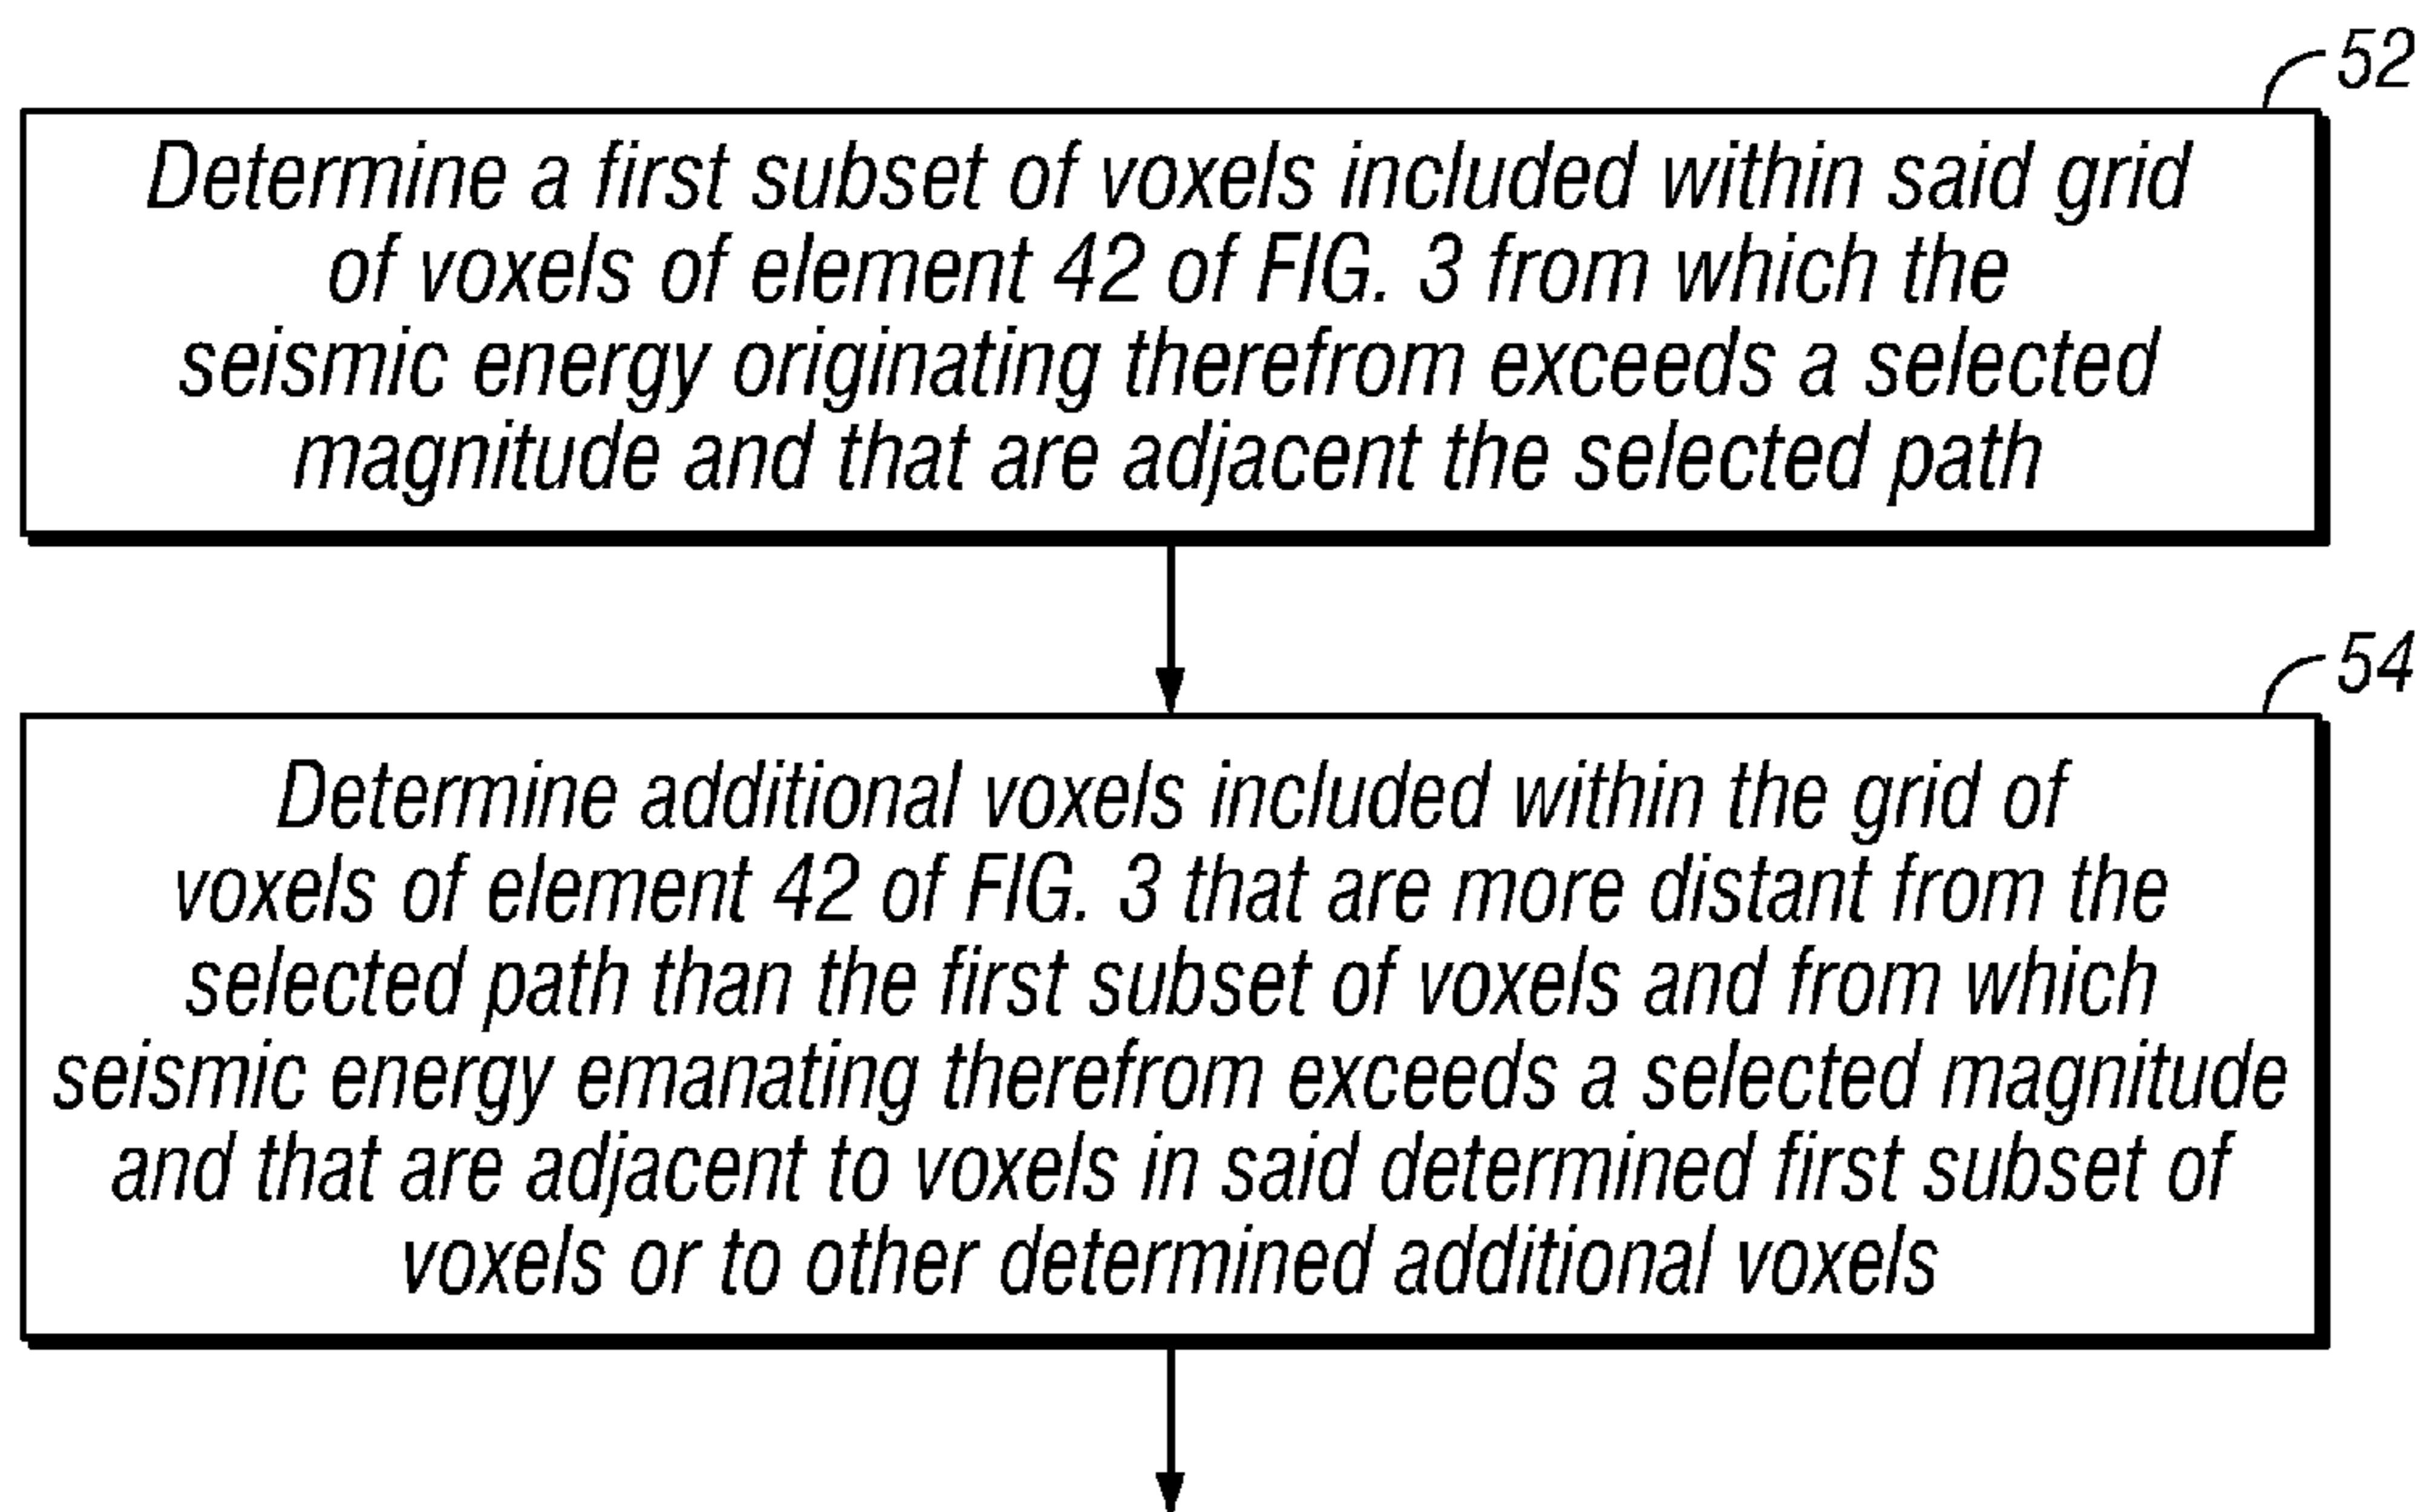 52
Determine a first subset of voxels included within said grid
of voxels of element 42 of FIG. 3 from which the
seismic energy originating therefrom exceeds a selected
magnitude and that are adjacent the selected path
54
Determine additional voxels included within the grid of
voxels of element 42 of FIG. 3 that are more distant from the
selected path than the first subset of voxels and from which
seismic energy emanating therefrom exceeds a selected magnitude
and that are adjacent to voxels in said determined first subset of
voxels or to other determined additional voxels